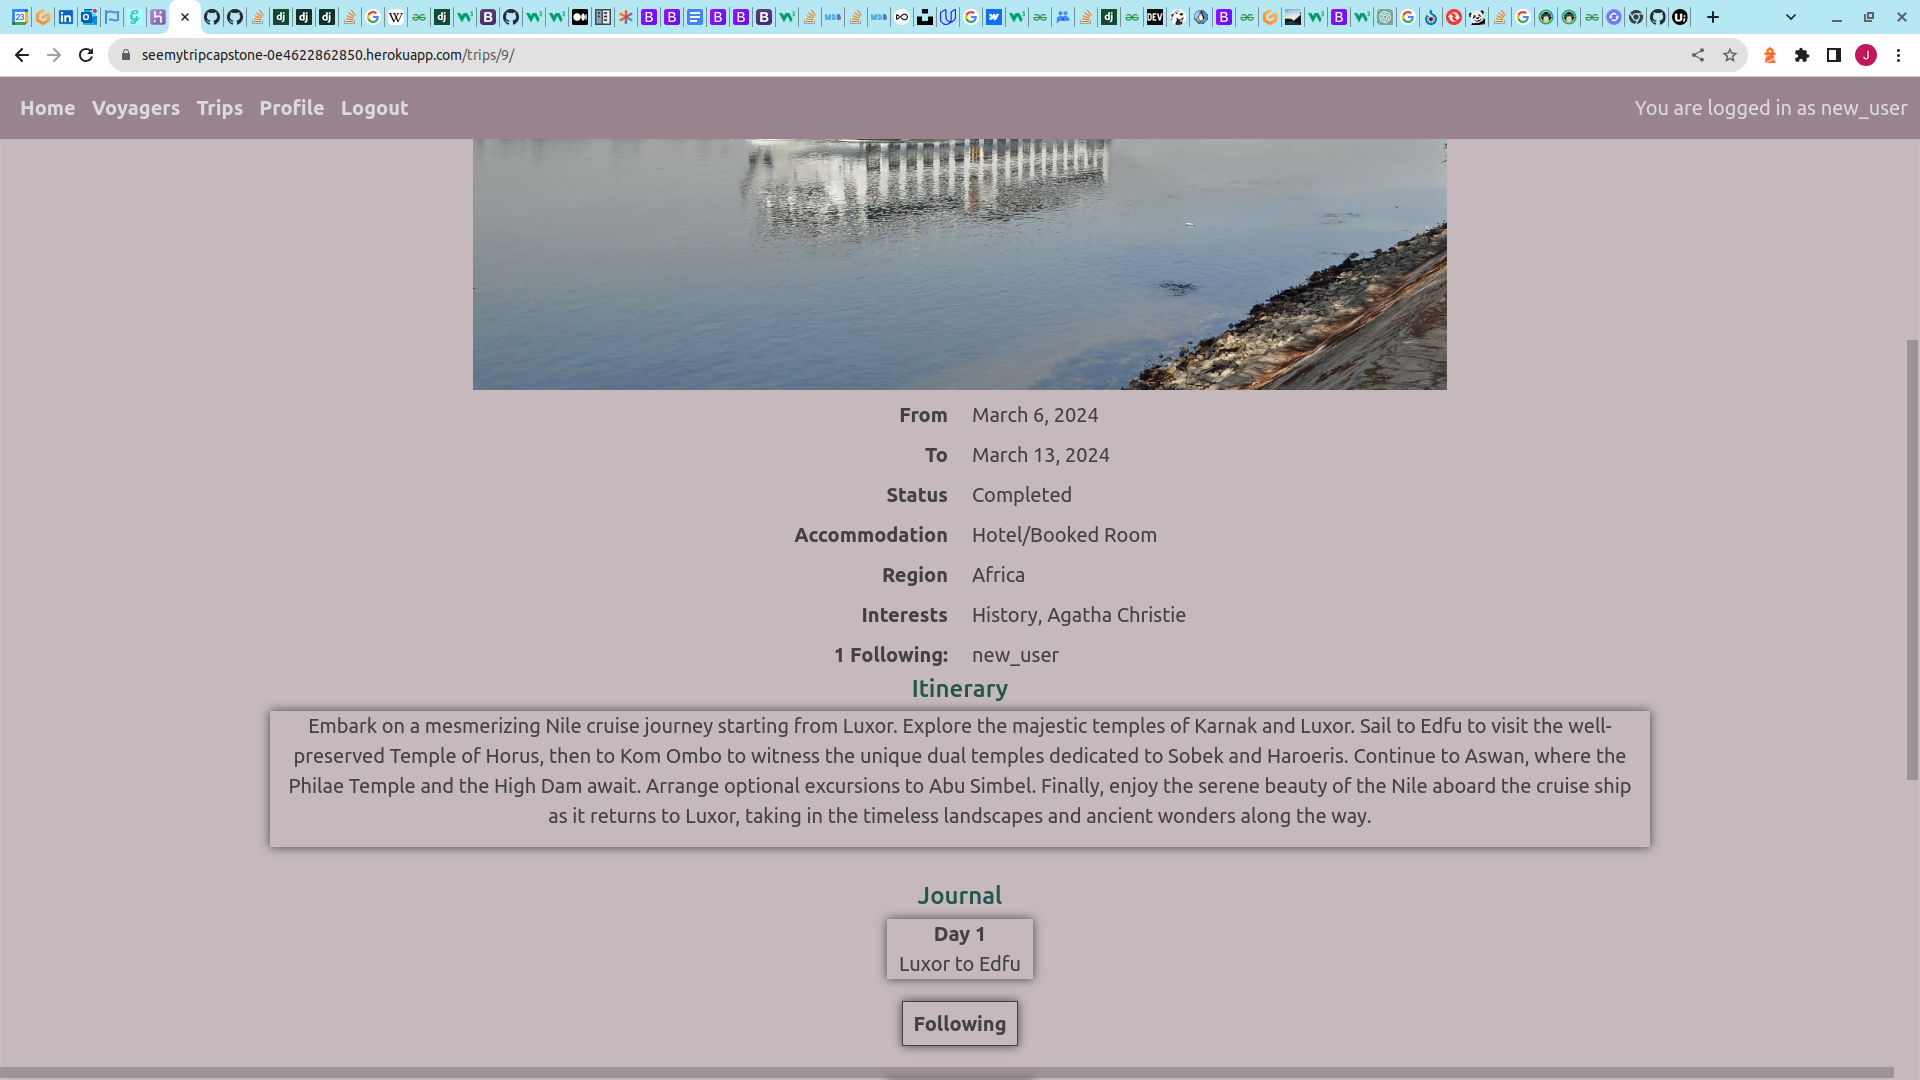 seemytripcapstone-0e4622862850.herokuapp.com/trips/9/
J
Home Voyagers Trips Profile Logout You are logged in as new_user
From March 6, 2024
To March 13, 2024
Status Completed
Accommodation Hotel/Booked Room
Region Africa
Interests History, Agatha Christie
1 Following: new_user
Itinerary
Embark on a mesmerizing Nile cruise journey starting from Luxor. Explore the majestic temples of Karnak and Luxor. Sail to Edfu to visit the well-
preserved Temple of Horus, then to Kom Ombo to witness the unique dual temples dedicated to Sobek and Haroeris. Continue to Aswan, where the
Philae Temple and the High Dam await. Arrange optional excursions to Abu Simbel. Finally, enjoy the serene beauty of the Nile aboard the cruise ship
as it returns to Luxor, taking in the timeless landscapes and ancient wonders along the way.
Journal
Day 1
Luxor to Edfu
Following